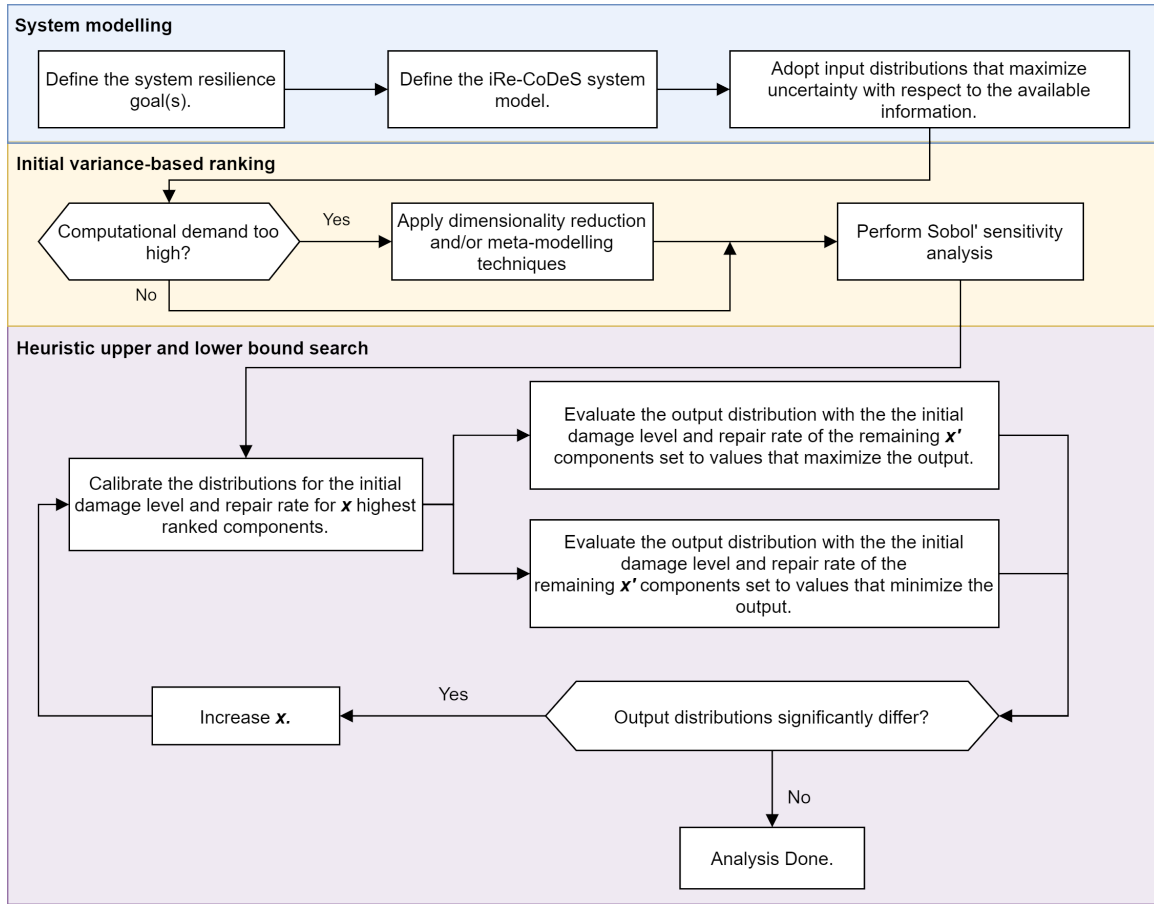 System modelling
Define the system resilience
goal(s).
Define the iRe-CoDeS system
model.
Adopt input distributions that maximize
uncertainty with respect to the available
information.
Initial variance-based ranking
Computational demand too
high?
Yes
No
Apply dimensionality reduction
and/or meta-modelling
techniques
Perform Sobol' sensitivity
analysis
Heuristic upper and lower bound search
Calibrate the distributions for the initial
damage level and repair rate for x highest
ranked components.
Evaluate the output distribution with the the initial
damage level and repair rate of the remaining x'
components set to values that maximize the output.
Evaluate the output distribution with the the initial
damage level and repair rate of the
remaining x' components set to values that minimize the
output.
Output distributions significantly differ?
Yes
Increase x.
No
Analysis Done.